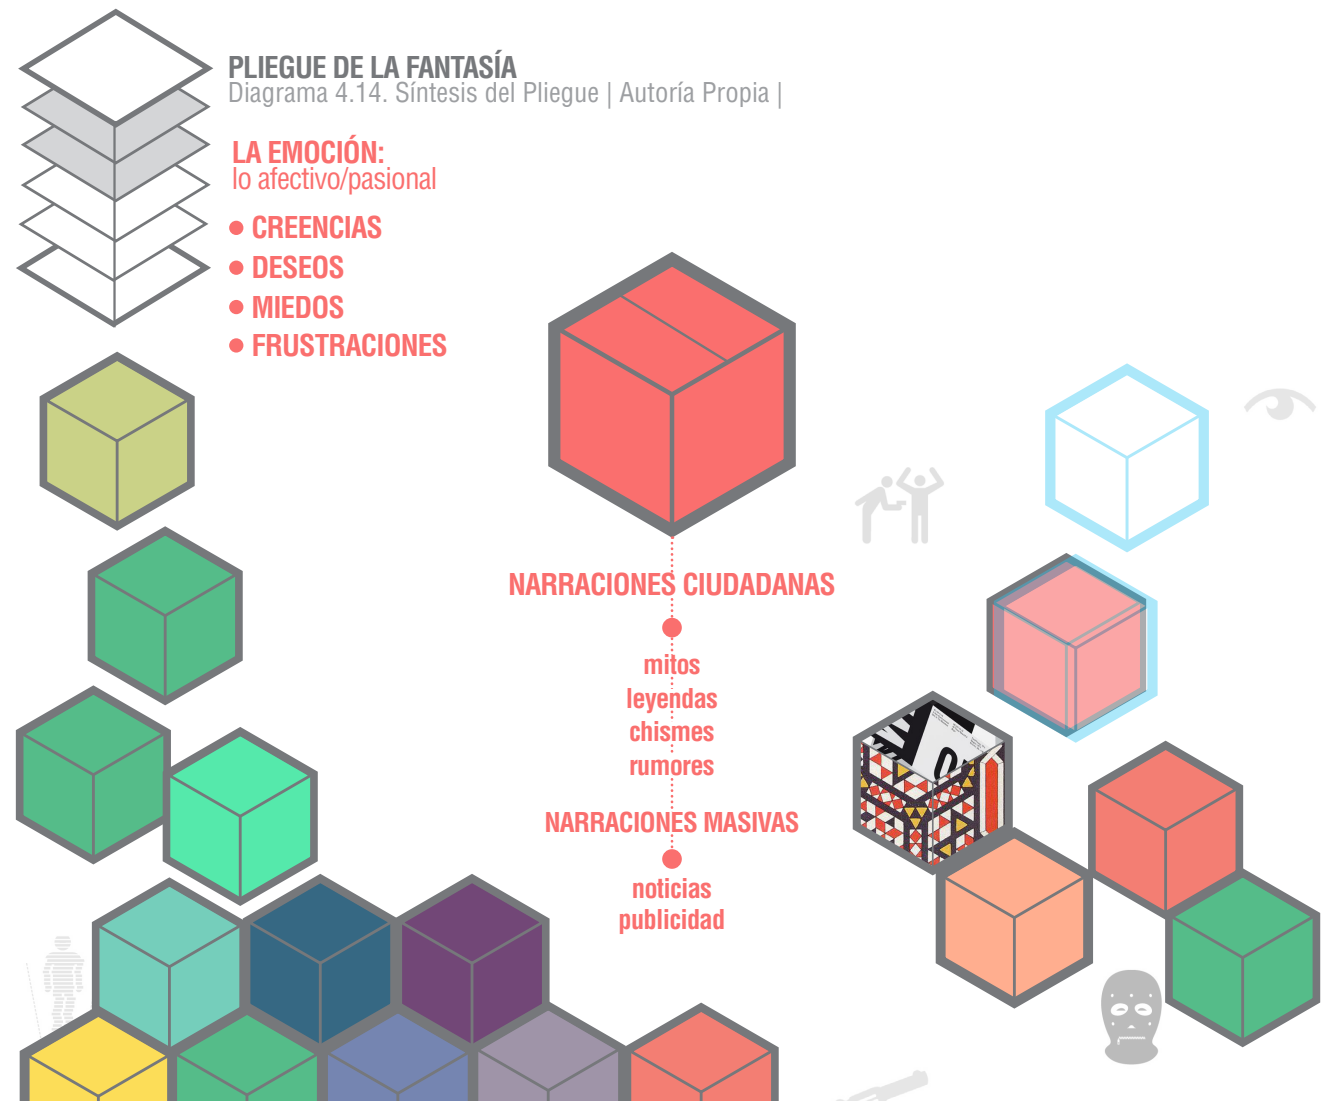 PLIEGUE DE LA FANTASÍA
Diagrama 4.14. Síntesis del Pliegue | Autoría Propia |
LA EMOCIÓN:
lo afectivo/pasional
CREENCIAS
DESEOS
MIEDOS
FRUSTRACIONES
NARRACIONES CIUDADANAS
mitos
leyendas
chismes
rumores
NARRACIONES MASIVAS
noticias
publicidad